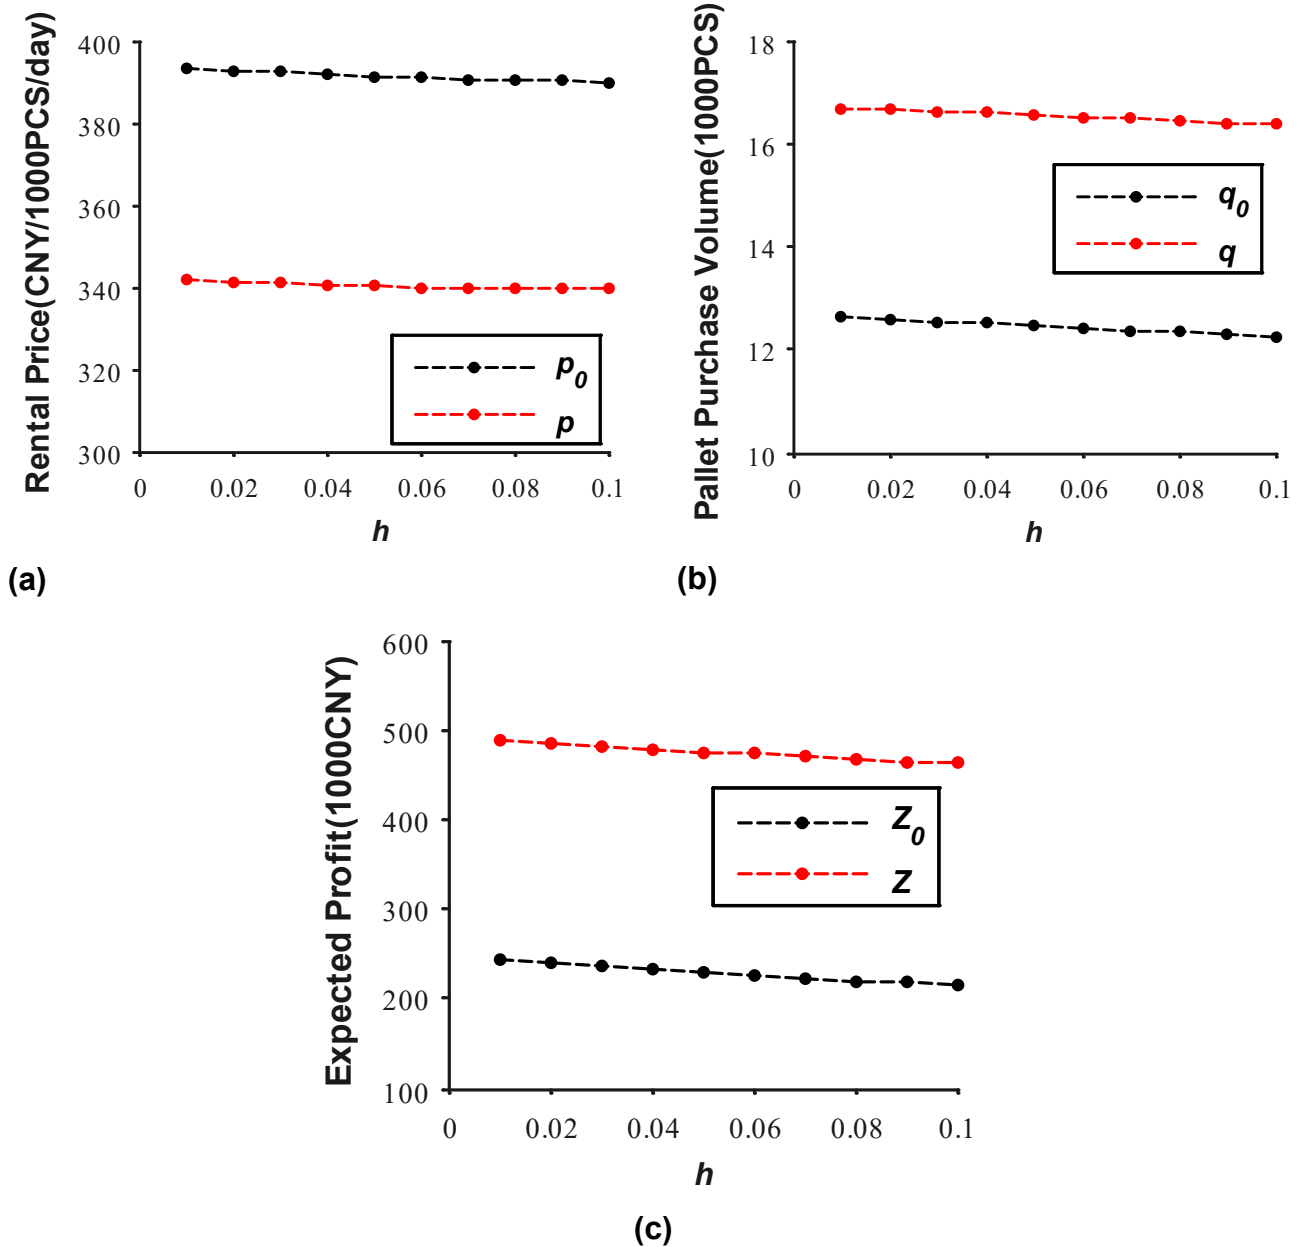 Rental Price(CNY/1000PCS/day)
400
380
360
340
320
300
p0
p
0 0.02 0.04 0.06 0.08 0.1
h
(a)
Pallet Purchase Volume(1000PCS)
18
16
14
12
10
q0
q
0 0.02 0.04 0.06 0.08 0.1
h
(b)
Expected Profit(1000CNY)
600
500
400
300
200
100
Z0
Z
0 0.02 0.04 0.06 0.08 0.1
h
(c)